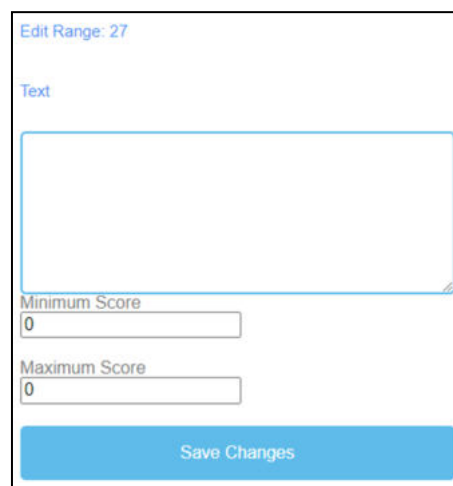 Edit Range: 27
Text
Minimum Score
0
Maximum Score
0
Save Changes